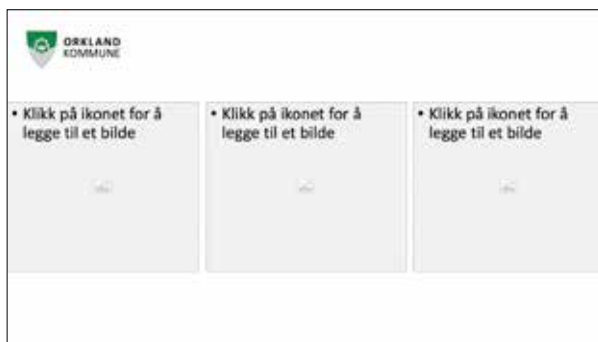 ORKLAND
KOMMUNE
• Klikk på ikonet for å
legge til et bilde
• Klikk på ikonet for å
legge til et bilde
• Klikk på ikonet for å
legge til et bilde